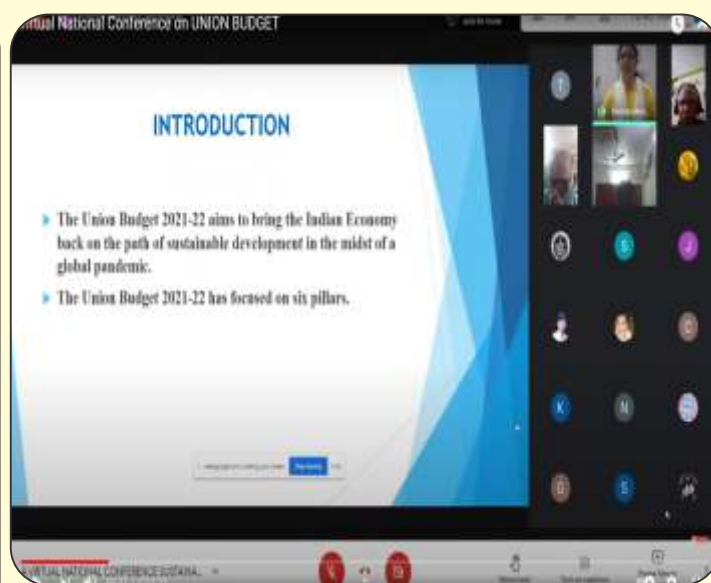 Virtual National Conference on UNION BUDGET
INTRODUCTION
The Union Budget 2021-22 aims to bring the Indian Economy
back on the path of sustainable development in the midst of a
global pandemic.
The Union Budget 2021-22 has focused on six pillars.
T
S
J
C
K
N
S
VIRTUAL NATIONAL CONFERENCE SUSTAINA...